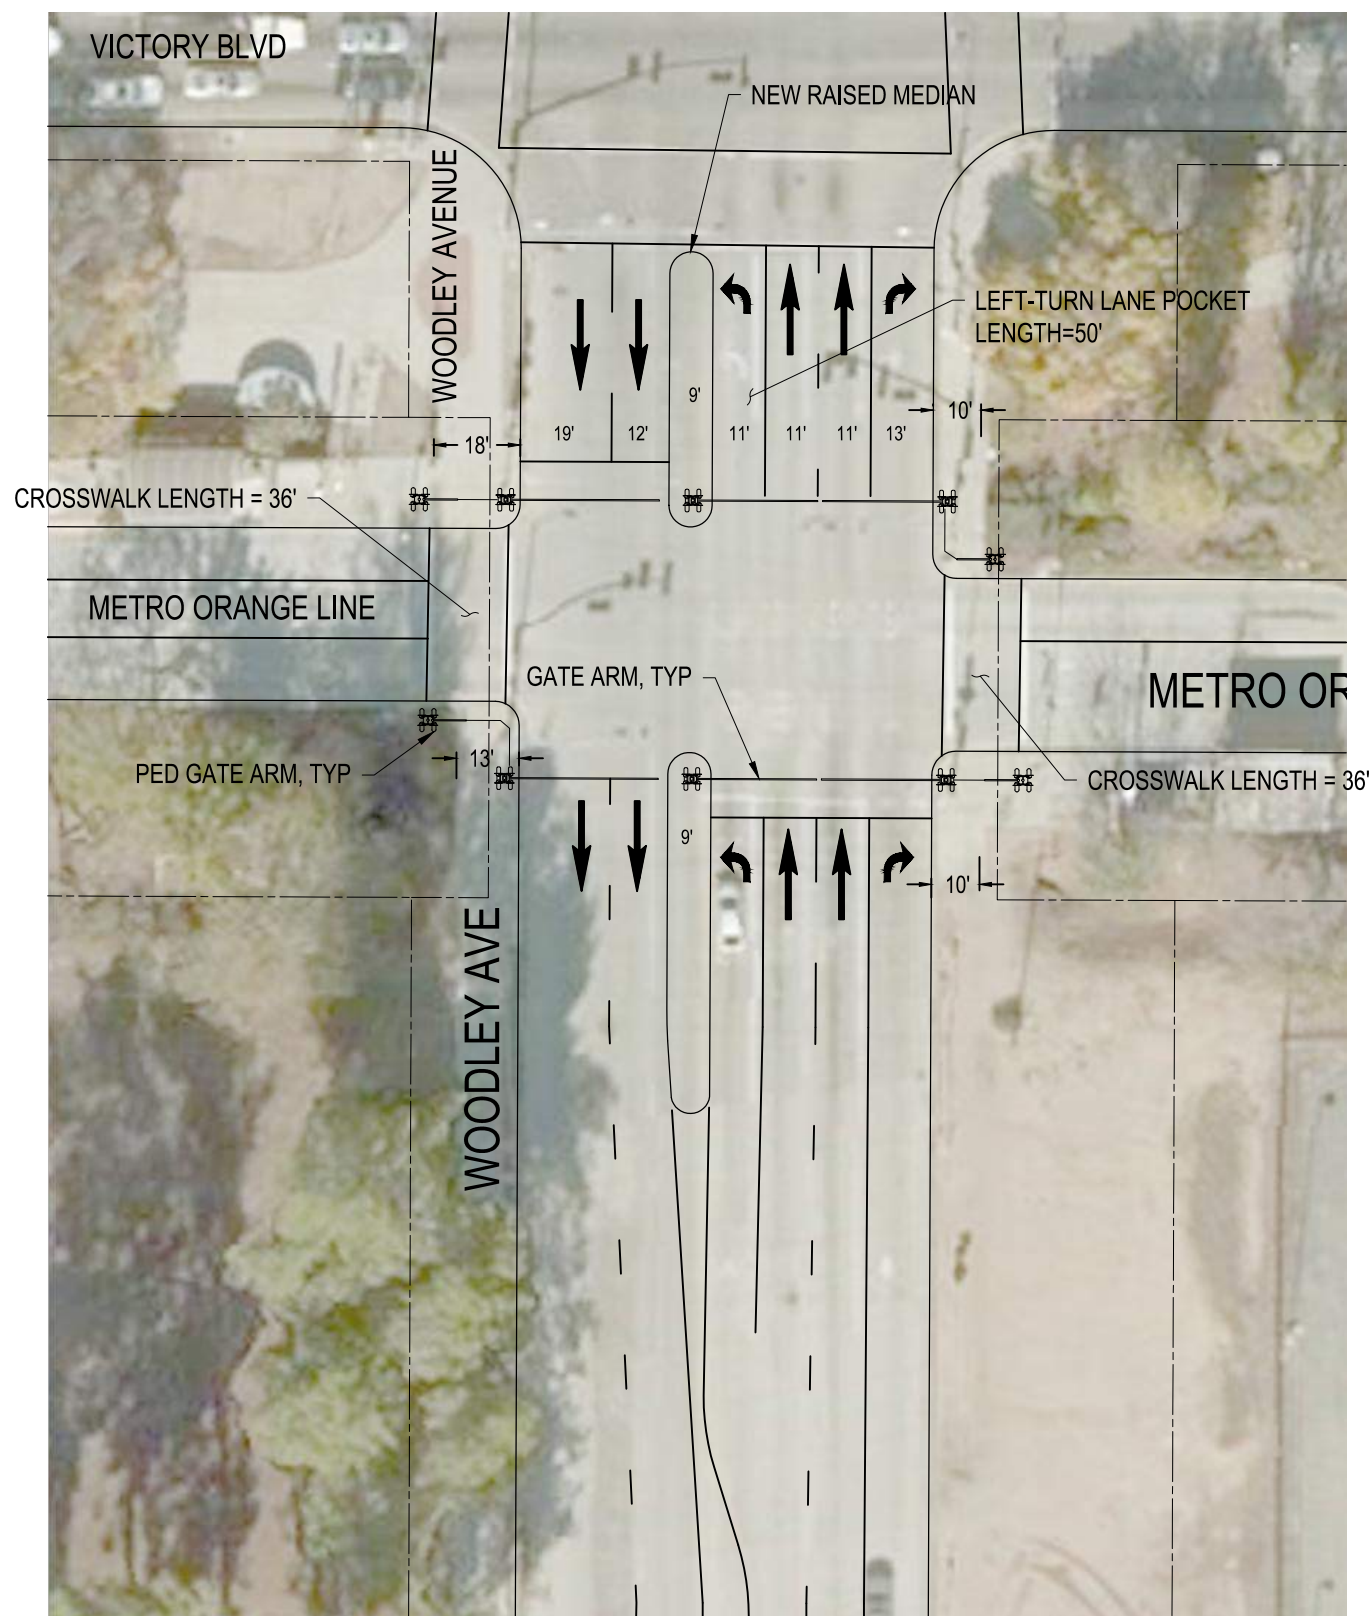 VICTORY BLVD
NEW RAISED MEDIAN
WOODLEY AVENUE
LEFT-TURN LANE POCKET
LENGTH=50'
9'
10'
18'
19'
12'
11'
11'
11'
13'
CROSSWALK LENGTH = 36'
METRO ORANGE LINE
GATE ARM, TYP
METRO OR
13'
PED GATE ARM, TYP
CROSSWALK LENGTH = 36'
9'
10'
WOODLEY AVE